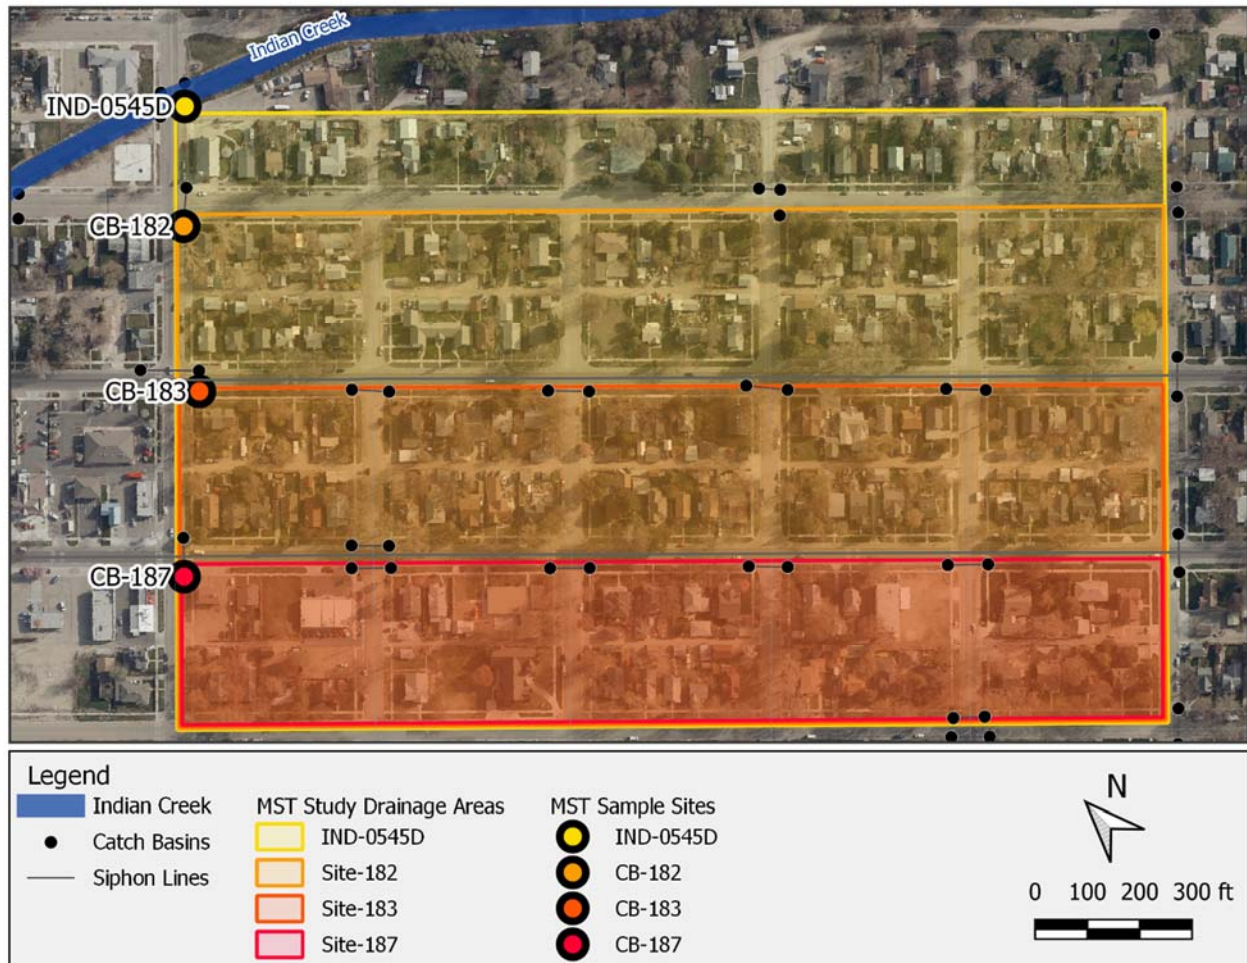 Indian Creek
IND-0545D
CB-182
CB-183
CB-187
Legend
Indian Creek
Catch Basins
Siphon Lines
MST Study Drainage Areas
IND-0545D
Site-182
Site-183
Site-187
MST Sample Sites
IND-0545D
CB-182
CB-183
CB-187
N
0 100 200 300 ft